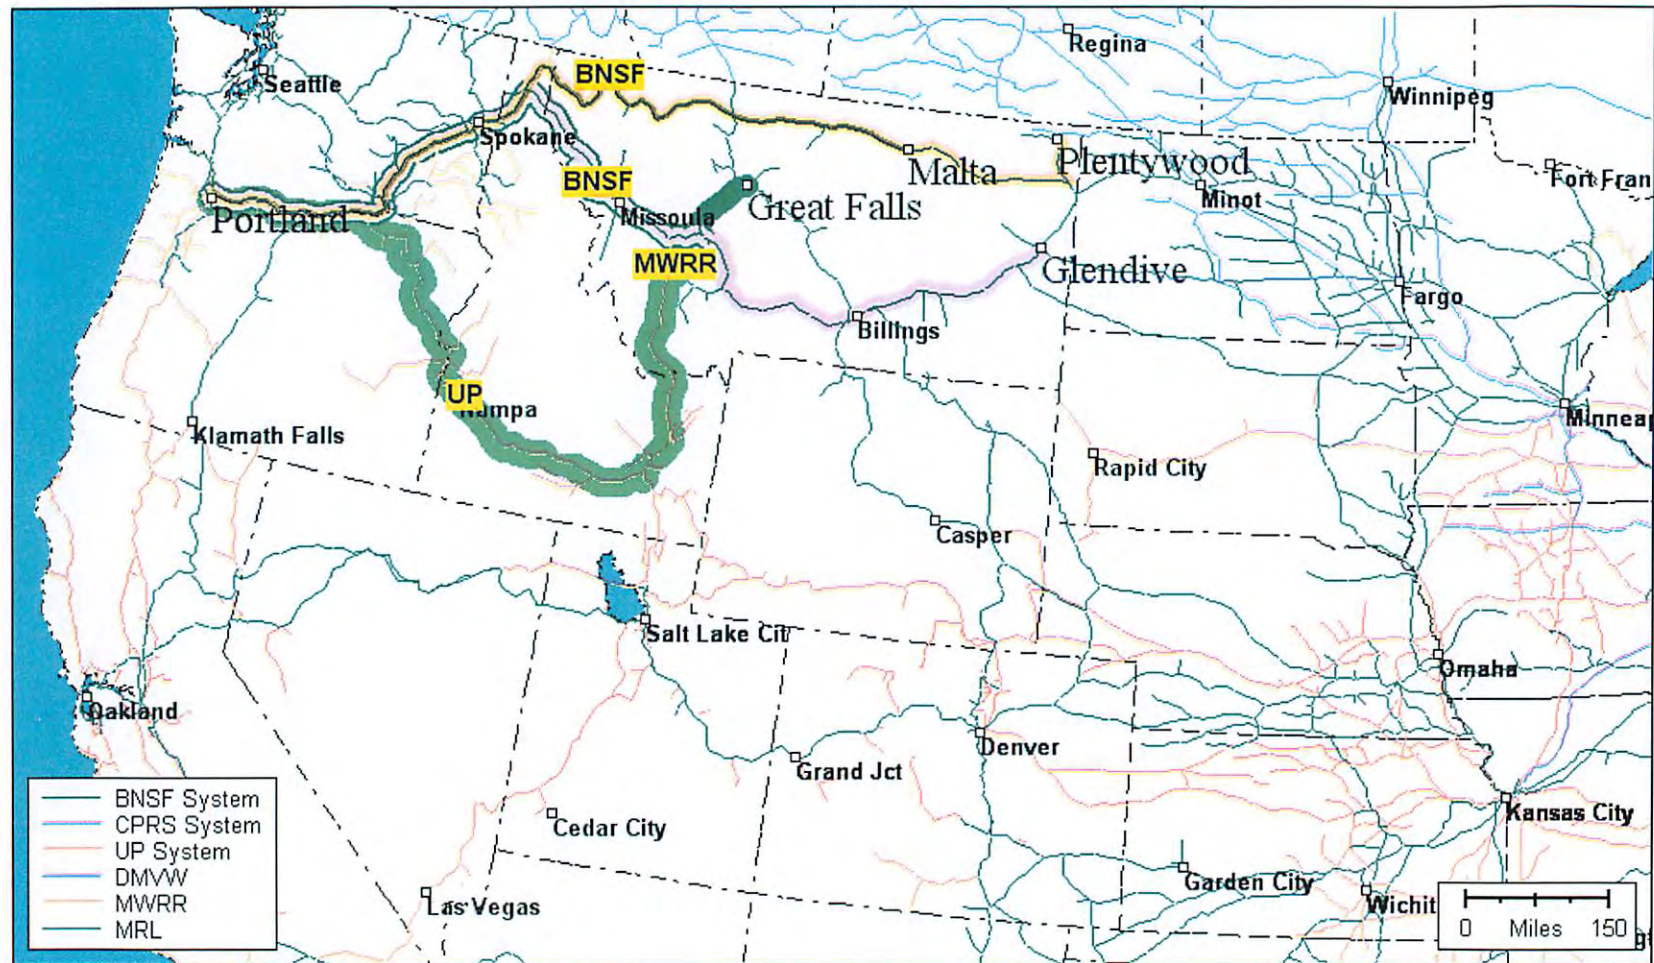 Regina
Seattle
BNSF
Winnipeg
Spokane
Malta
Plentywood
BNSF
Fort Fran
Portland
Missoula
Great Falls
Minot
MWRR
Glendive
Fargo
Billings
UP
Nampa
Minneap
Klamath Falls
Rapid City
Casper
Salt Lake Cit
Omaha
Oakland
Denver
Grand Jct
BNSF System
CPRS System
UP System
DMVW
MWRR
MRL
Cedar City
Kansas City
Las Vegas
Garden City
Wichit
0 Miles 150